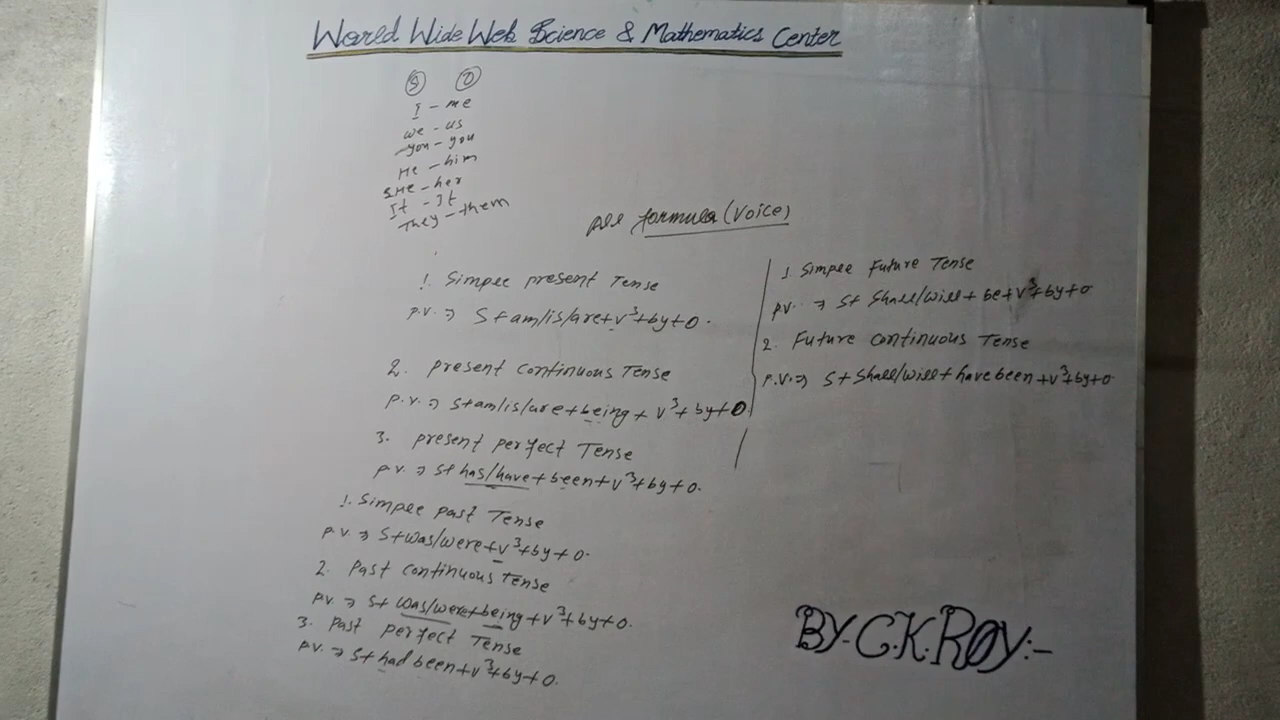 World Wide Web Science & Mathematics Center
S O
I - me
we - us
you - you
He - him
SHe - her
It - It
They - them
All formula (Voice)
1. Simple present Tense
P.V. ⇒ S+am/is/are+v³+by+O.
2. present continuous Tense
P.V. ⇒ S+am/is/are+being+v³+by+O
3. present perfect Tense
P.V. ⇒ S+has/have+been+v³+by+O.
1. Simple past Tense
P.V. ⇒ S+was/were+v³+by+O.
2. Past continuous Tense
P.V. ⇒ S+was/were+being+v³+by+O.
3. Past perfect Tense
P.V. ⇒ S+had been+v³+by+O.
1. Simple Future Tense
P.V. ⇒ S+Shall/will+be+v³+by+O
2. Future continuous Tense
P.V. ⇒ S+Shall/will+have been+v³+by+O
BY-C.K.ROY:-